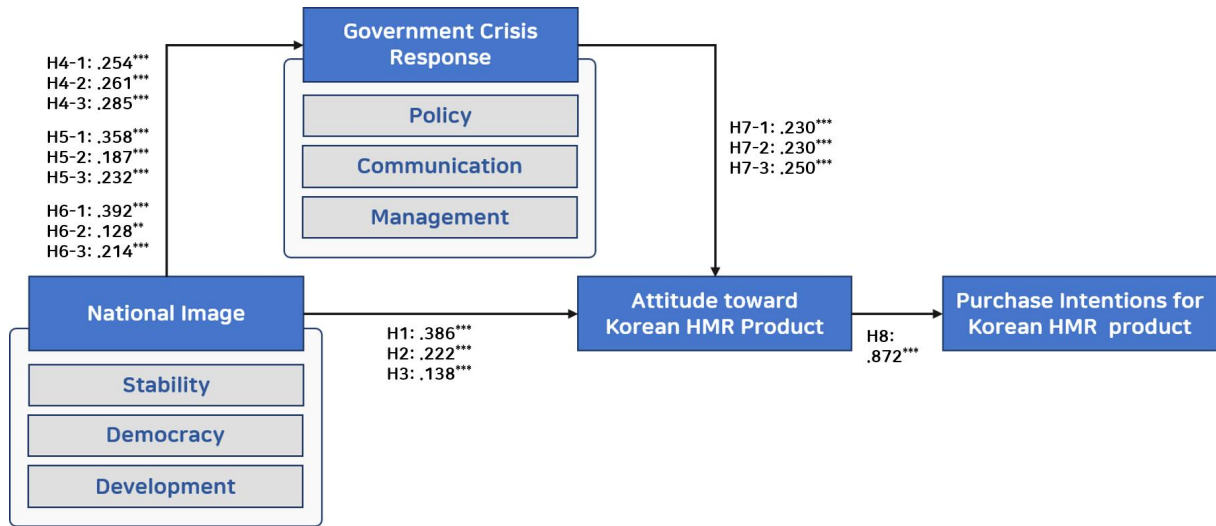 Government Crisis
Response
Policy
Communication
Management
H4-1: .254***
H4-2: .261***
H4-3: .285***
H5-1: .358***
H5-2: .187***
H5-3: .232***
H6-1: .392***
H6-2: .128**
H6-3: .214***
H7-1: .230***
H7-2: .230***
H7-3: .250***
National Image
Stability
Democracy
Development
H1: .386***
H2: .222***
H3: .138***
Attitude toward
Korean HMR Product
H8:
.872***
Purchase Intentions for
Korean HMR product